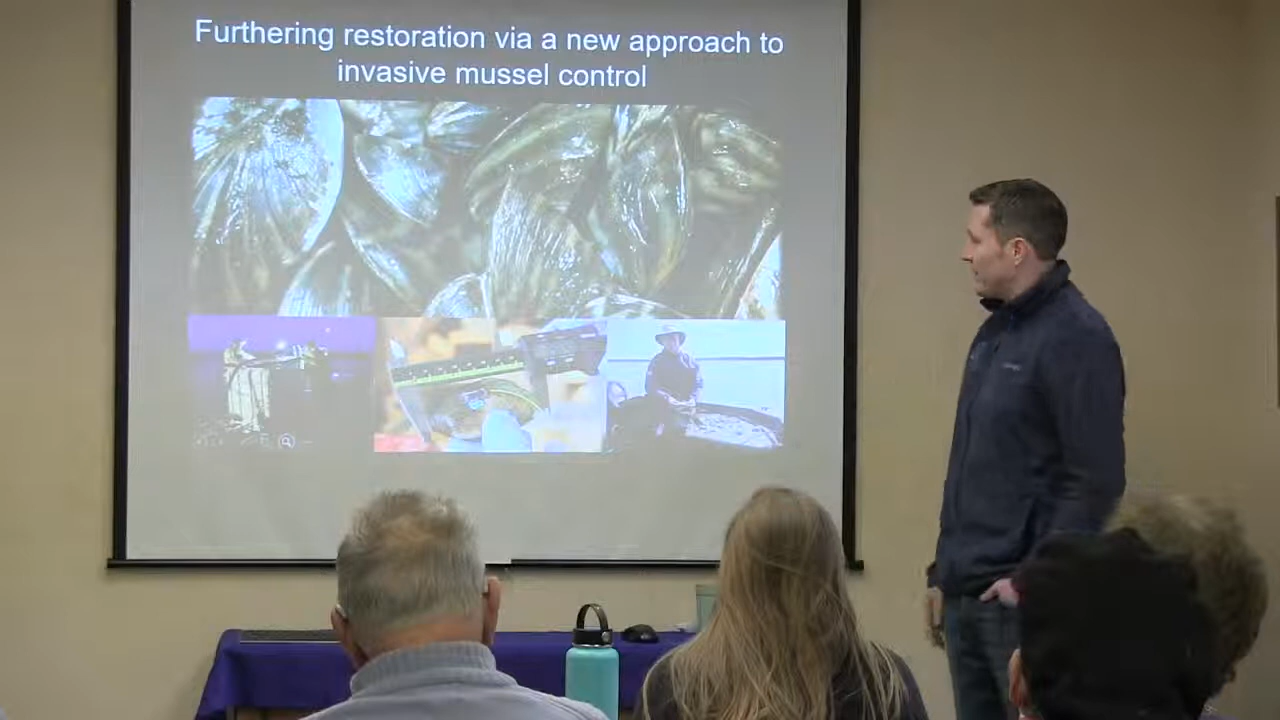 Furthering restoration via a new approach to
invasive mussel control